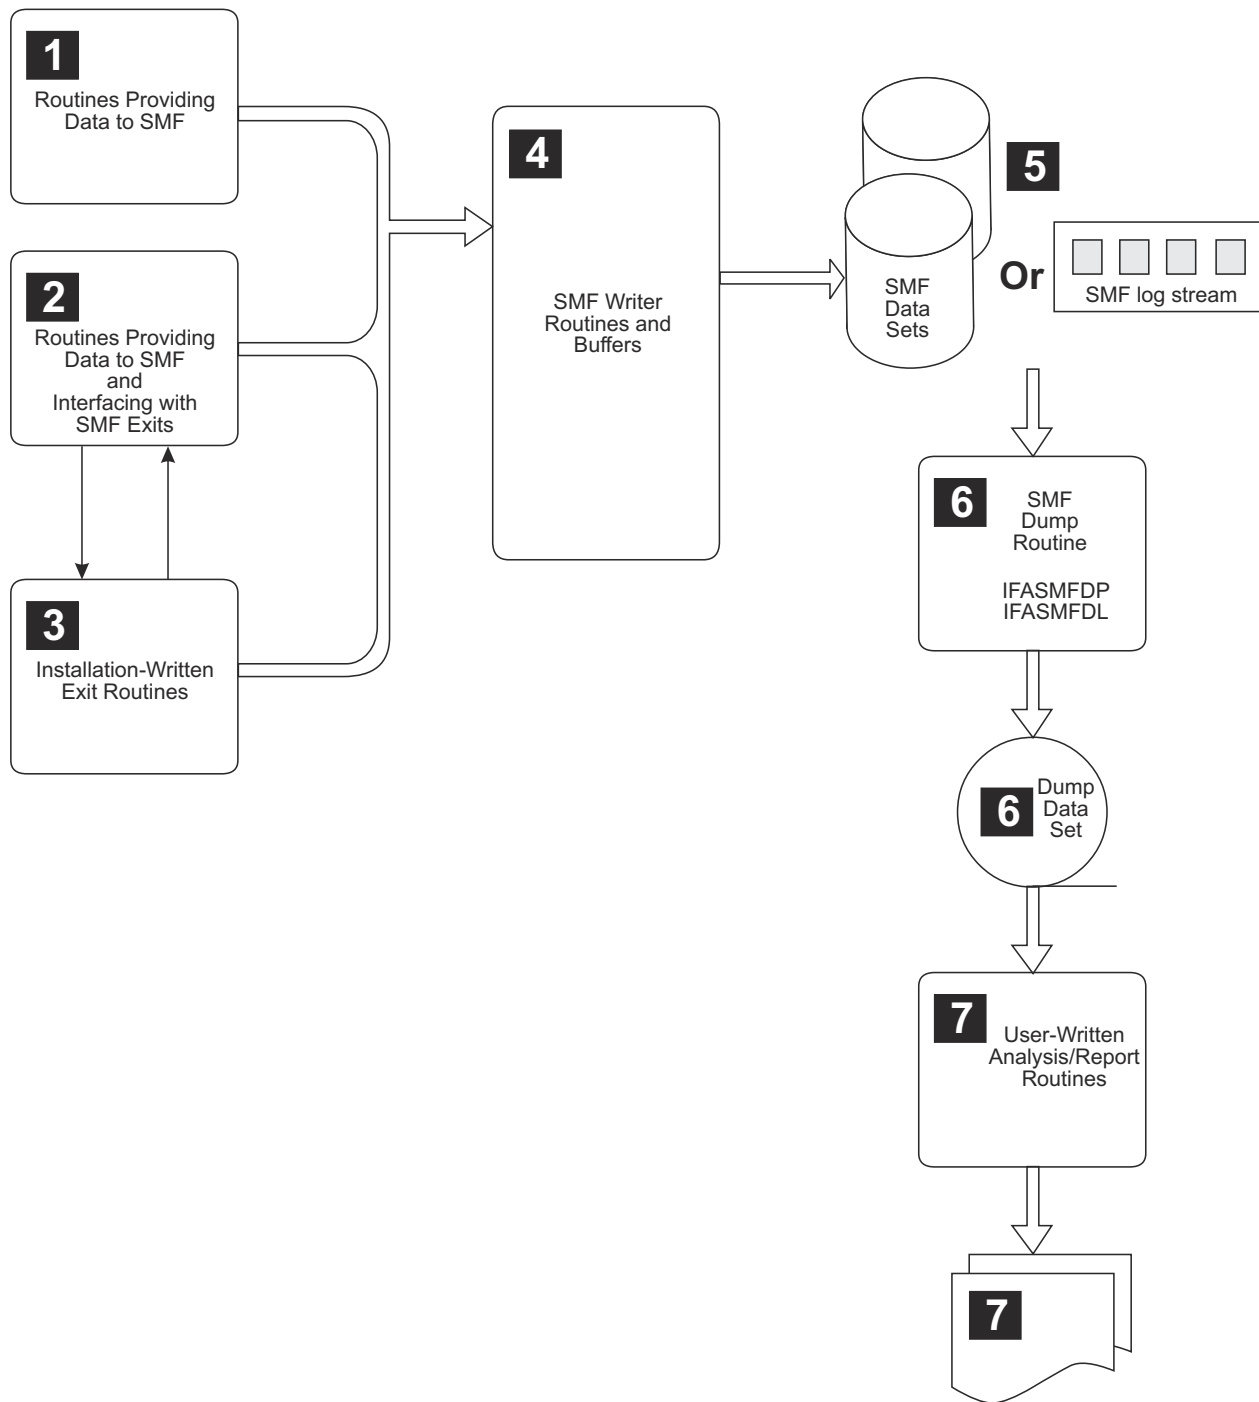 1
Routines Providing
Data to SMF
2
Routines Providing
Data to SMF
and
Interfacing with
SMF Exits
3
Installation-Written
Exit Routines
4
SMF Writer
Routines and
Buffers
5
SMF
Data
Sets
Or
SMF log stream
6
SMF
Dump
Routine
IFASMFDP
IFASMFDL
6
Dump
Data
Set
7
User-Written
Analysis/Report
Routines
7